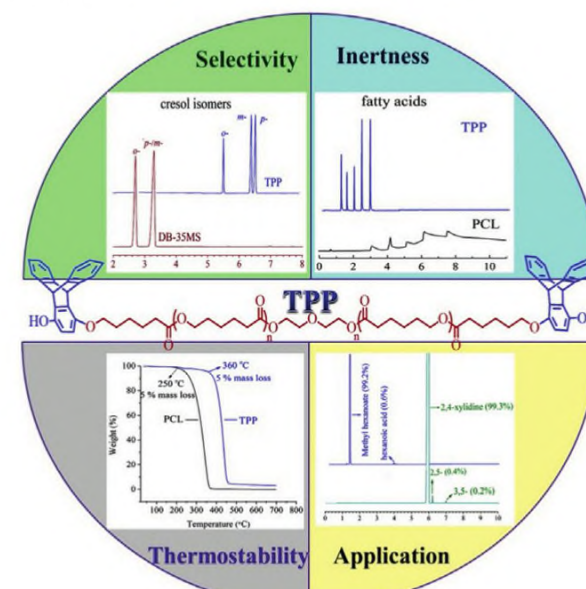 Selectivity
Inertness
cresol isomers
o-
p-/m-
o-
m-
p-
TPP
DB-35MS
2 3 4 5 6 7 8
fatty acids
TPP
PCL
0 2 4 6 8 10
TPP
HO
O
O
O
O
n
O
O
O
n
O
O
O
OH
360 °C
5 % mass loss
250 °C
5 % mass loss
PCL
TPP
Weight (%)
100
80
60
40
20
0
0 100 200 300 400 500 600 700 800
Temperature (°C)
Methyl hexanoate (99.2%)
hexanoic acid (0.6%)
2,4-xylidine (99.3%)
2,5- (0.4%)
3,5- (0.2%)
0 1 2 3 4 5 6 7 8 9 10
Thermostability
Application